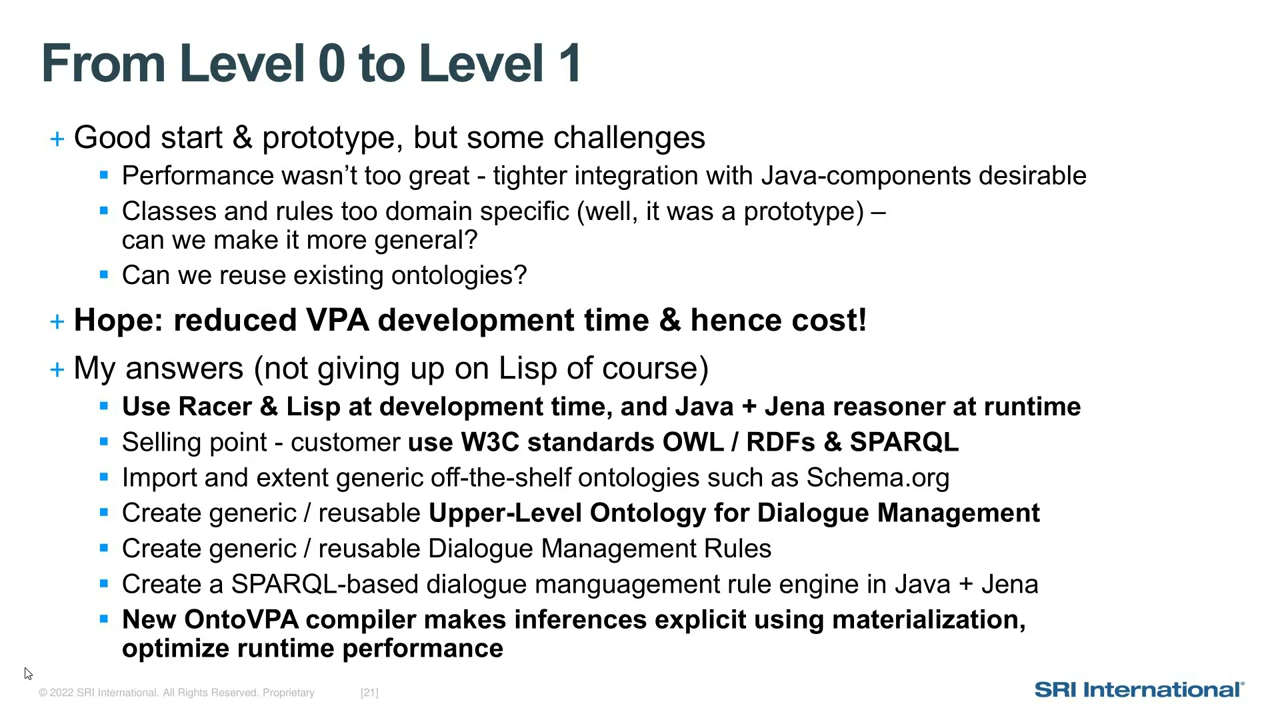 From Level 0 to Level 1
+ Good start & prototype, but some challenges
▪ Performance wasn’t too great - tighter integration with Java-components desirable
▪ Classes and rules too domain specific (well, it was a prototype) –
can we make it more general?
▪ Can we reuse existing ontologies?
+ Hope: reduced VPA development time & hence cost!
+ My answers (not giving up on Lisp of course)
▪ Use Racer & Lisp at development time, and Java + Jena reasoner at runtime
▪ Selling point - customer use W3C standards OWL / RDFs & SPARQL
▪ Import and extent generic off-the-shelf ontologies such as Schema.org
▪ Create generic / reusable Upper-Level Ontology for Dialogue Management
▪ Create generic / reusable Dialogue Management Rules
▪ Create a SPARQL-based dialogue manguagement rule engine in Java + Jena
▪ New OntoVPA compiler makes inferences explicit using materialization,
optimize runtime performance
© 2022 SRI International. All Rights Reserved. Proprietary [21]
SRI International®